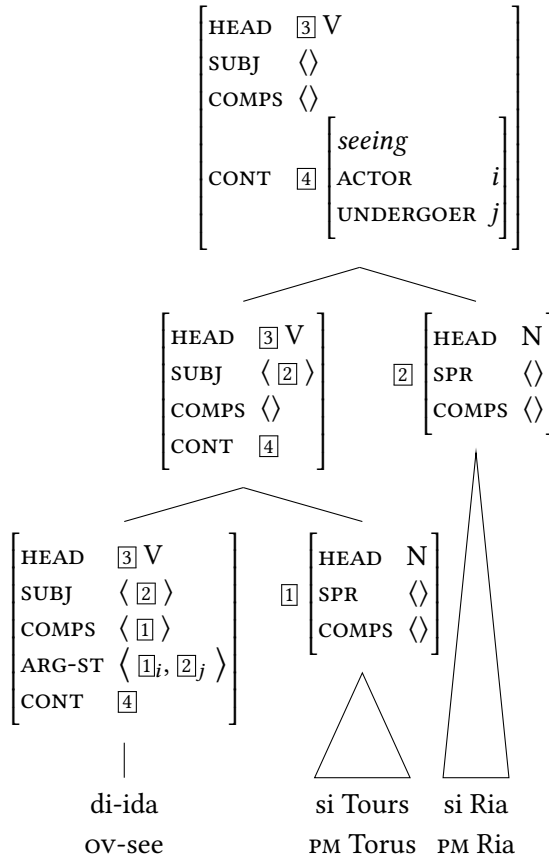 HEAD 3 V
SUBJ ⟨⟩
COMPS ⟨⟩
seeing
CONT 4 ACTOR i
UNDERGOER j
HEAD 3 V
SUBJ ⟨ 2 ⟩
COMPS ⟨⟩
CONT 4
HEAD N
2 SPR ⟨⟩
COMPS ⟨⟩
HEAD 3 V
SUBJ ⟨ 2 ⟩
COMPS ⟨ 1 ⟩
ARG-ST ⟨ 1i, 2j ⟩
CONT 4
HEAD N
1 SPR ⟨⟩
COMPS ⟨⟩
di-ida si Tours si Ria
OV-see PM Torus PM Ria